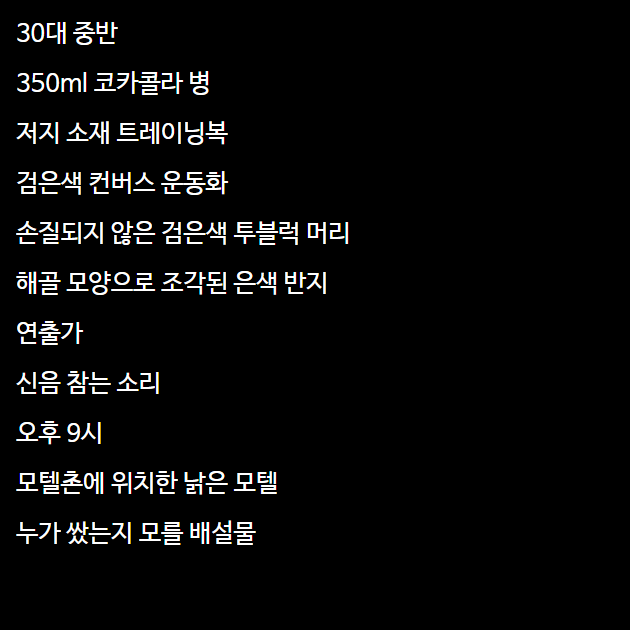 30대 중반
350ml 코카콜라 병
저지 소재 트레이닝복
검은색 컨버스 운동화
손질되지 않은 검은색 투블럭 머리
해골 모양으로 조각된 은색 반지
연출가
신음 참는 소리
오후 9시
모텔촌에 위치한 낡은 모텔
누가 쌌는지 모를 배설물